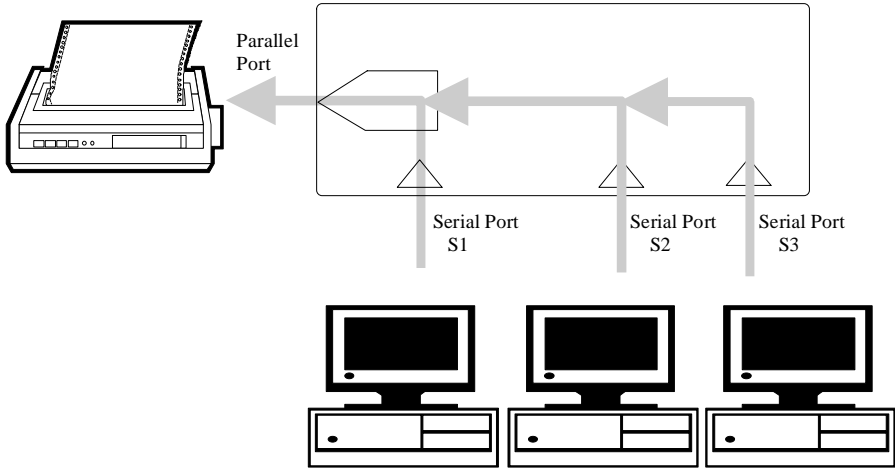 Parallel
Port
Serial Port
S1
Serial Port
S2
Serial Port
S3